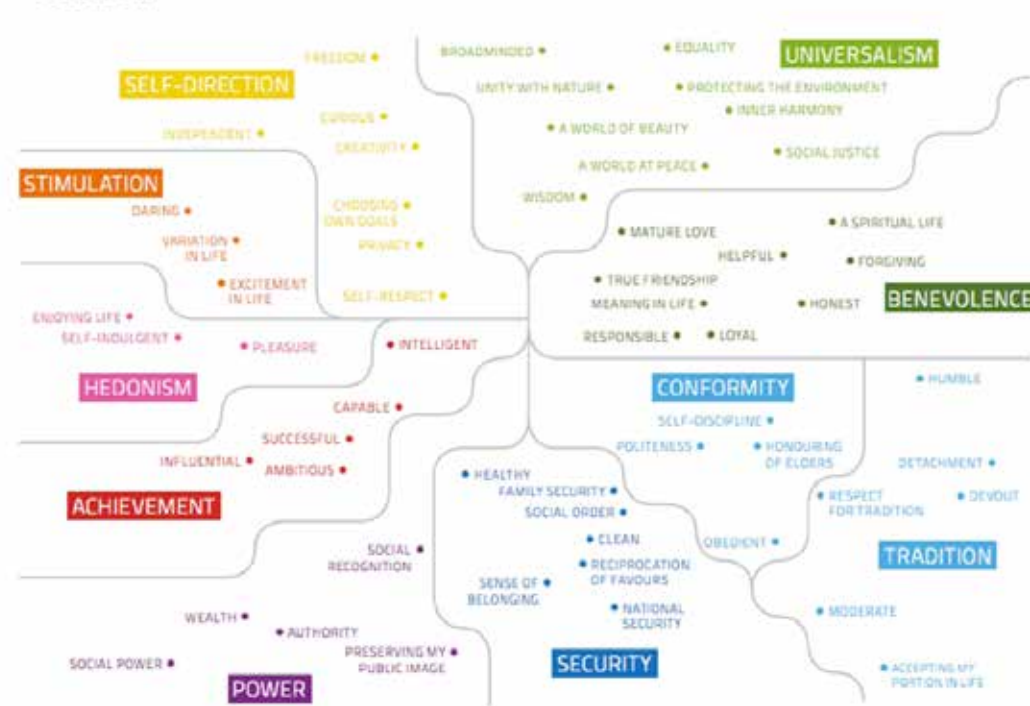 SELF-DIRECTION
FREEDOM
CURIOUS
INDEPENDENT
CREATIVITY
CHOOSING
OWN GOALS
PRIVACY
SELF-RESPECT
UNIVERSALISM
BROADMINDED
EQUALITY
UNITY WITH NATURE
PROTECTING THE ENVIRONMENT
INNER HARMONY
A WORLD OF BEAUTY
SOCIAL JUSTICE
A WORLD AT PEACE
WISDOM
STIMULATION
DARING
VARIATION
IN LIFE
EXCITEMENT
IN LIFE
MATURE LOVE
A SPIRITUAL LIFE
HELPFUL
FORGIVING
TRUE FRIENDSHIP
MEANING IN LIFE
HONEST
BENEVOLENCE
RESPONSIBLE
LOYAL
ENJOYING LIFE
SELF-INDULGENT
PLEASURE
HEDONISM
INTELLIGENT
CAPABLE
SUCCESSFUL
INFLUENTIAL
AMBITIOUS
ACHIEVEMENT
CONFORMITY
SELF-DISCIPLINE
POLITENESS
HONOURING
OF ELDERS
OBEDIENT
HUMBLE
DETACHMENT
RESPECT
FOR TRADITION
DEVOUT
TRADITION
MODERATE
ACCEPTING MY
PORTION IN LIFE
HEALTHY
FAMILY SECURITY
SOCIAL ORDER
CLEAN
RECIPROCATION
OF FAVOURS
SENSE OF
BELONGING
NATIONAL
SECURITY
SECURITY
SOCIAL
RECOGNITION
WEALTH
AUTHORITY
PRESERVING MY
PUBLIC IMAGE
SOCIAL POWER
POWER